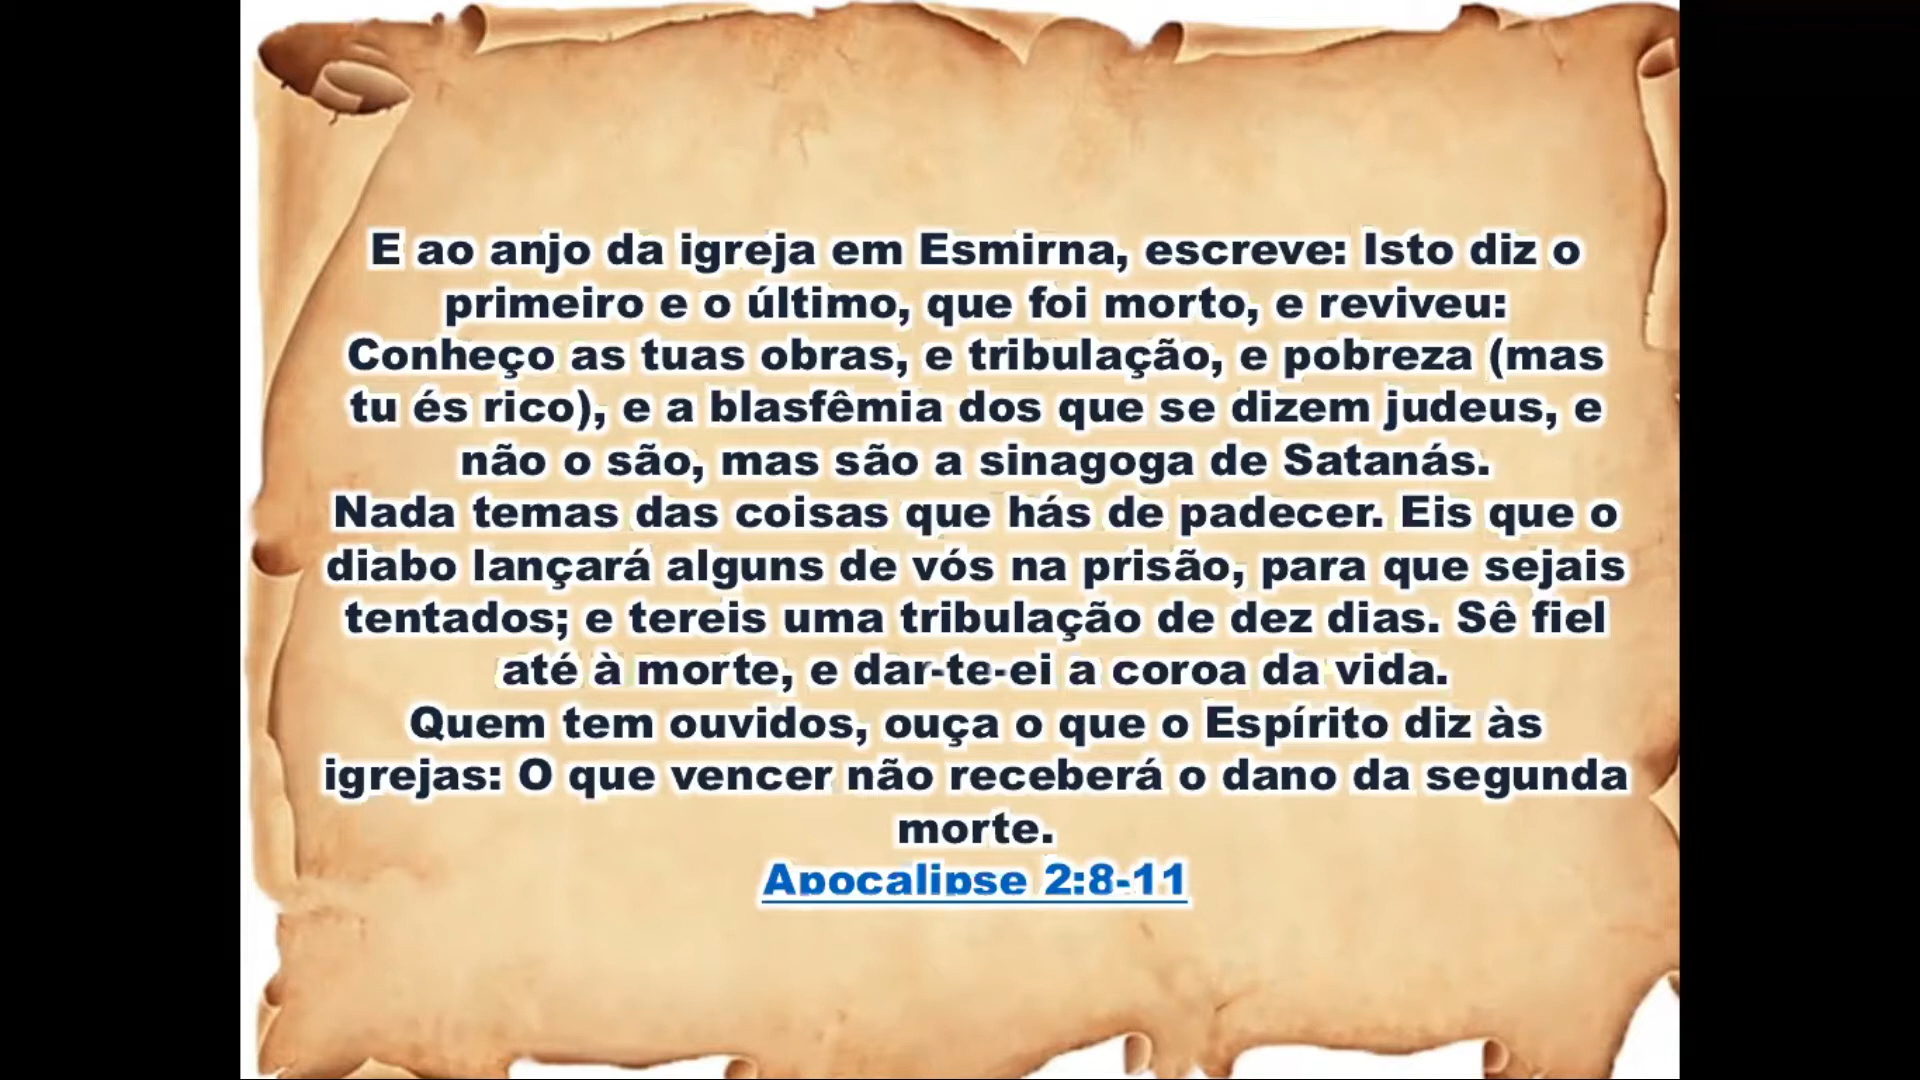 E ao anjo da igreja em Esmirna, escreve: Isto diz o
primeiro e o último, que foi morto, e reviveu:
Conheço as tuas obras, e tribulação, e pobreza (mas
tu és rico), e a blasfêmia dos que se dizem judeus, e
não o são, mas são a sinagoga de Satanás.
Nada temas das coisas que hás de padecer. Eis que o
diabo lançará alguns de vós na prisão, para que sejais
tentados; e tereis uma tribulação de dez dias. Sê fiel
até à morte, e dar-te-ei a coroa da vida.
Quem tem ouvidos, ouça o que o Espírito diz às
igrejas: O que vencer não receberá o dano da segunda
morte.
Apocalipse 2:8-11